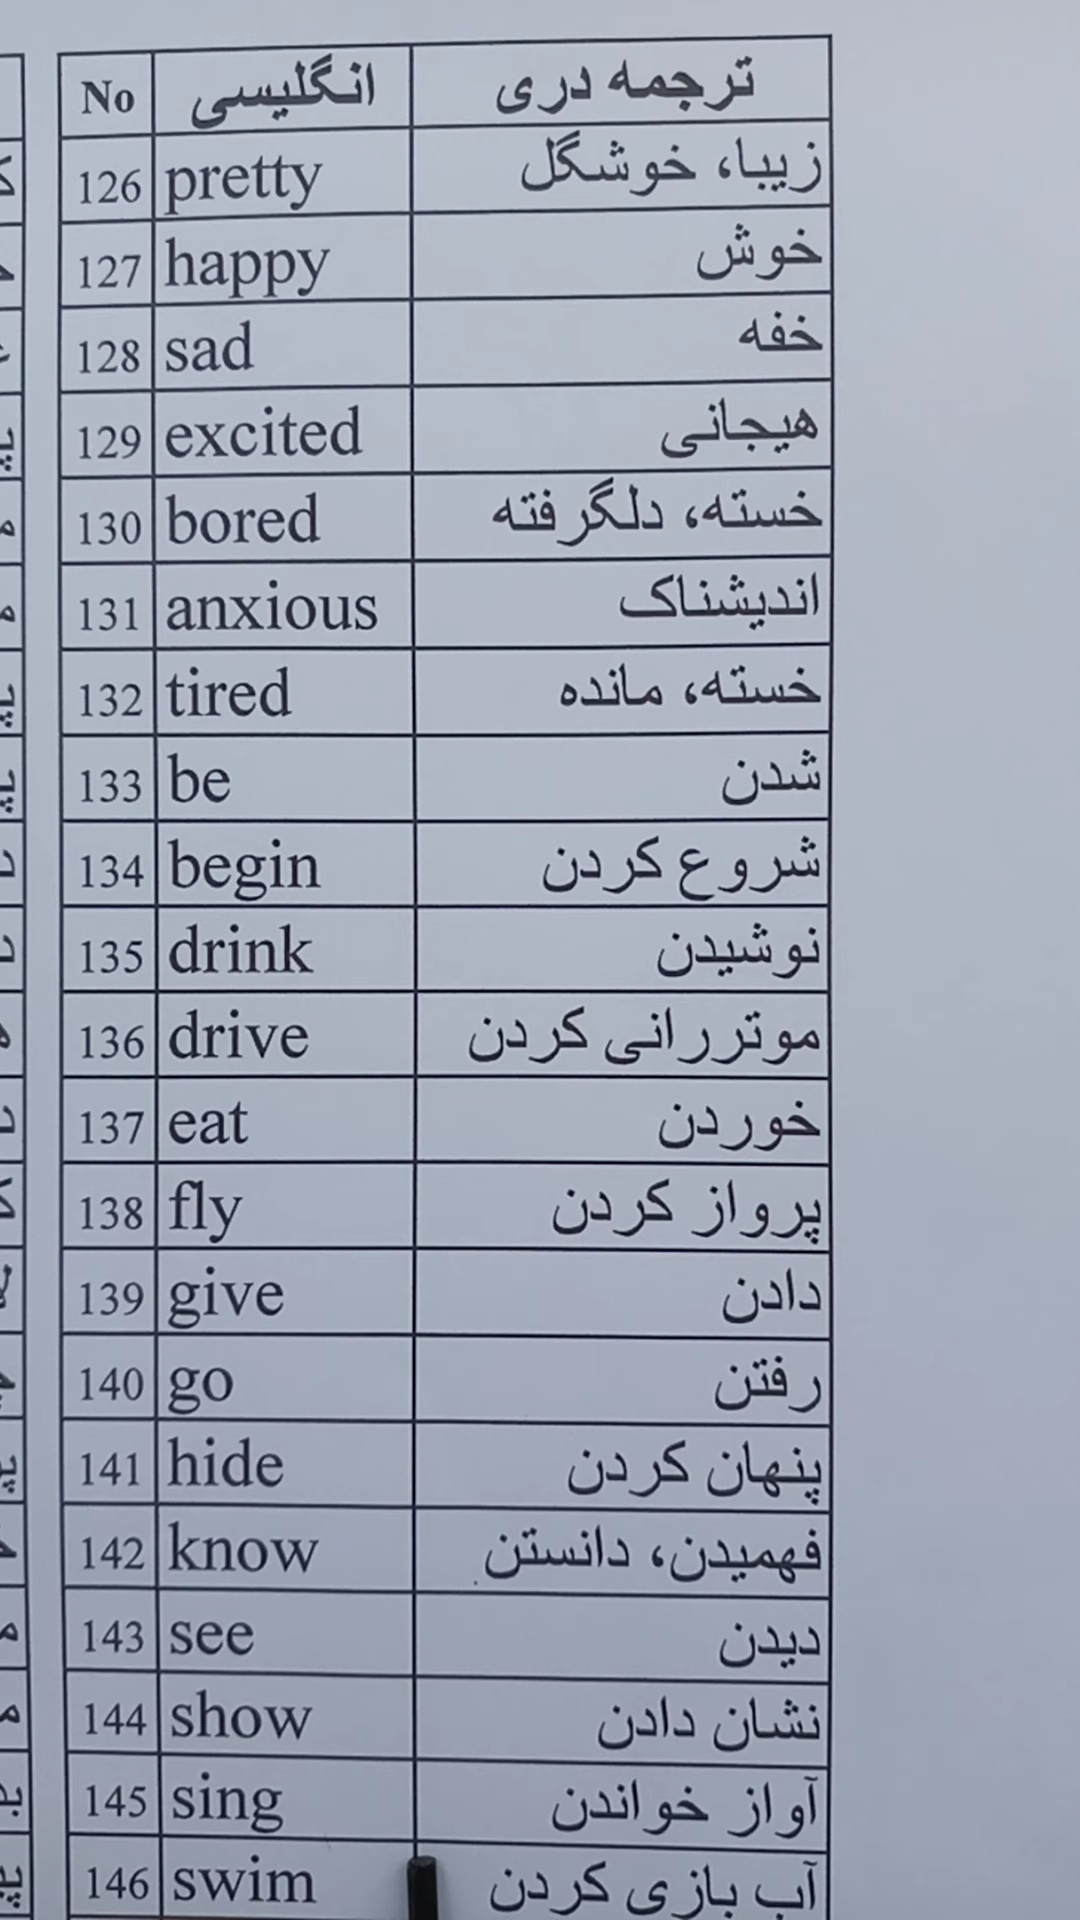 No انگلیسی ترجمه دری
126 pretty زیبا، خوشگل
127 happy خوش
128 sad خفه
129 excited هیجانی
130 bored خسته، دلگرفته
131 anxious اندیشناک
132 tired خسته، مانده
133 be شدن
134 begin شروع کردن
135 drink نوشیدن
136 drive موتررانی کردن
137 eat خوردن
138 fly پرواز کردن
139 give دادن
140 go رفتن
141 hide پنهان کردن
142 know فهمیدن، دانستن
143 see دیدن
144 show نشان دادن
145 sing آواز خواندن
146 swim آب بازی کردن